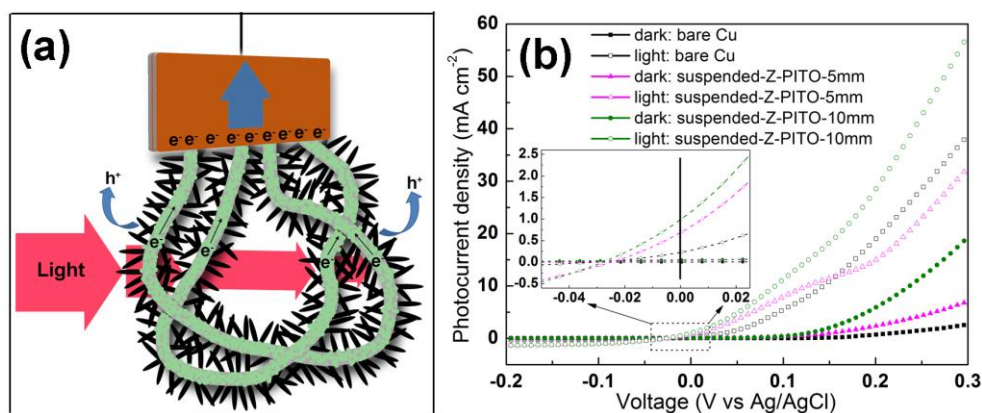 (a)
e⁻ e⁻ e⁻ e⁻ e⁻ e⁻ e⁻ e⁻
h⁺
h⁺
Light
e⁻
e⁻
e⁻
e⁻
(b)
dark: bare Cu
light: bare Cu
dark: suspended-Z-PITO-5mm
light: suspended-Z-PITO-5mm
dark: suspended-Z-PITO-10mm
light: suspended-Z-PITO-10mm
Photocurrent density (mA cm⁻²)
60
50
40
30
20
10
0
2.5
2.0
1.5
1.0
0.5
0.0
-0.5
-0.04
-0.02
0.00
0.02
-0.2
-0.1
0.0
0.1
0.2
0.3
Voltage (V vs Ag/AgCl)